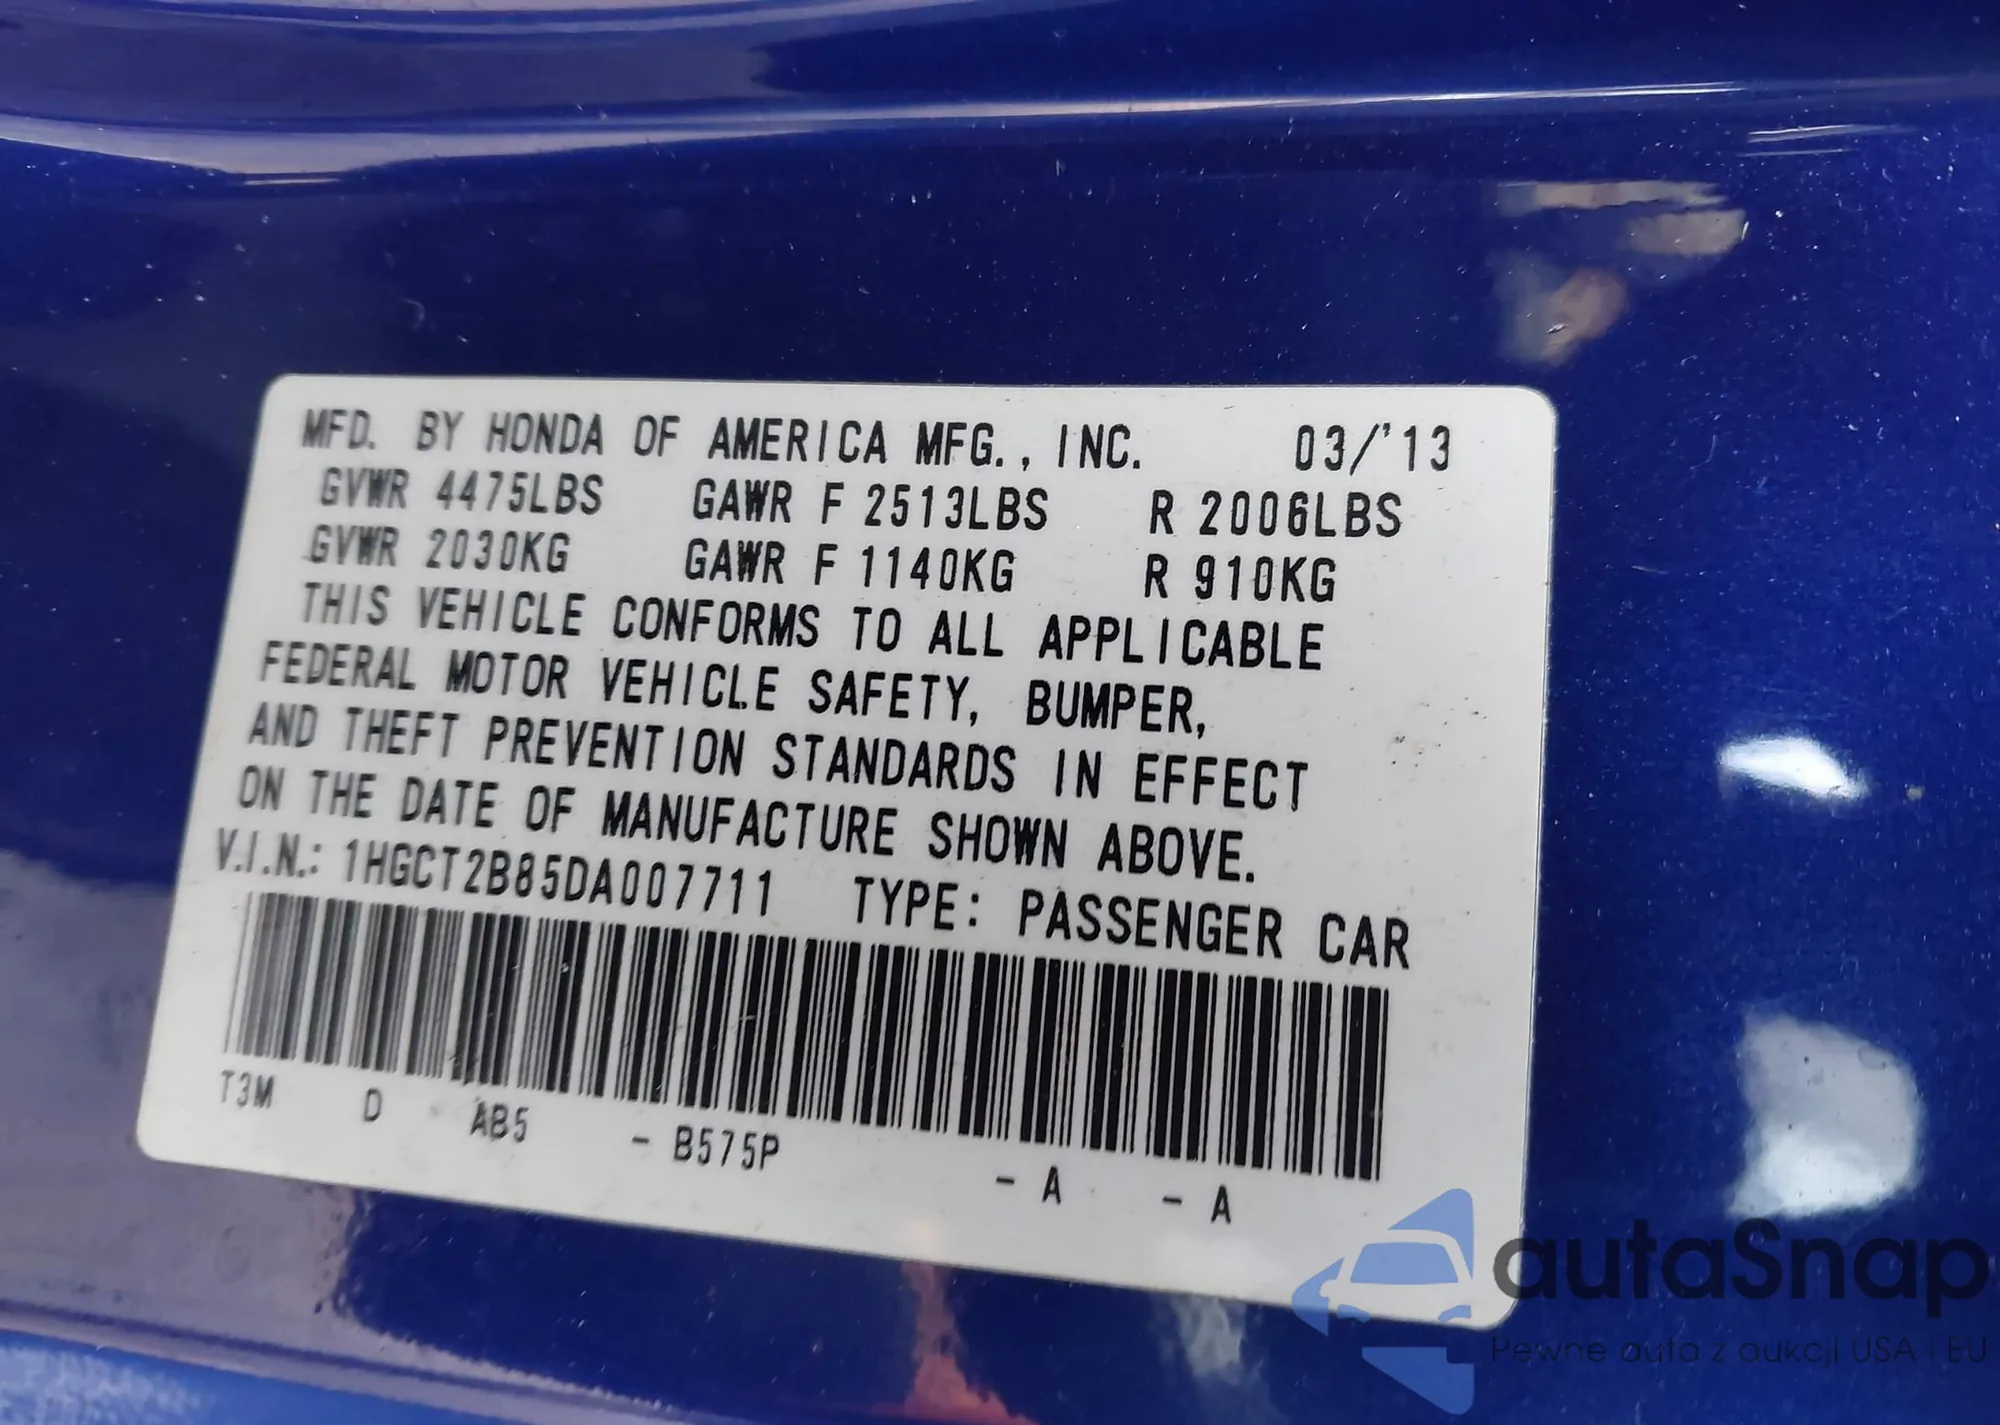 MFD. BY HONDA OF AMERICA MFG., INC. 03/'13
GVWR 4475LBS GAWR F 2513LBS R 2006LBS
GVWR 2030KG GAWR F 1140KG R 910KG
THIS VEHICLE CONFORMS TO ALL APPLICABLE
FEDERAL MOTOR VEHICLE SAFETY, BUMPER,
AND THEFT PREVENTION STANDARDS IN EFFECT
ON THE DATE OF MANUFACTURE SHOWN ABOVE.
V.I.N.: 1HGCT2B85DA007711 TYPE: PASSENGER CAR
T3M D AB5 - B575P - A - A
autaSnap
Pewne auta z aukcji USA i EU